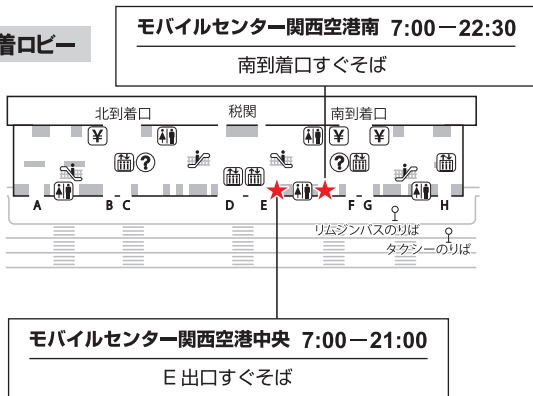 モバイルセンター関西空港南 7:00－22:30
南到着口すぐそば
着ロビー
北到着口 税関 南到着口
¥ ¥ ¥
? ?
A B C D - E F G H
リムジンバスのりば
タクシーのりば
モバイルセンター関西空港中央 7:00－21:00
E出口すぐそば